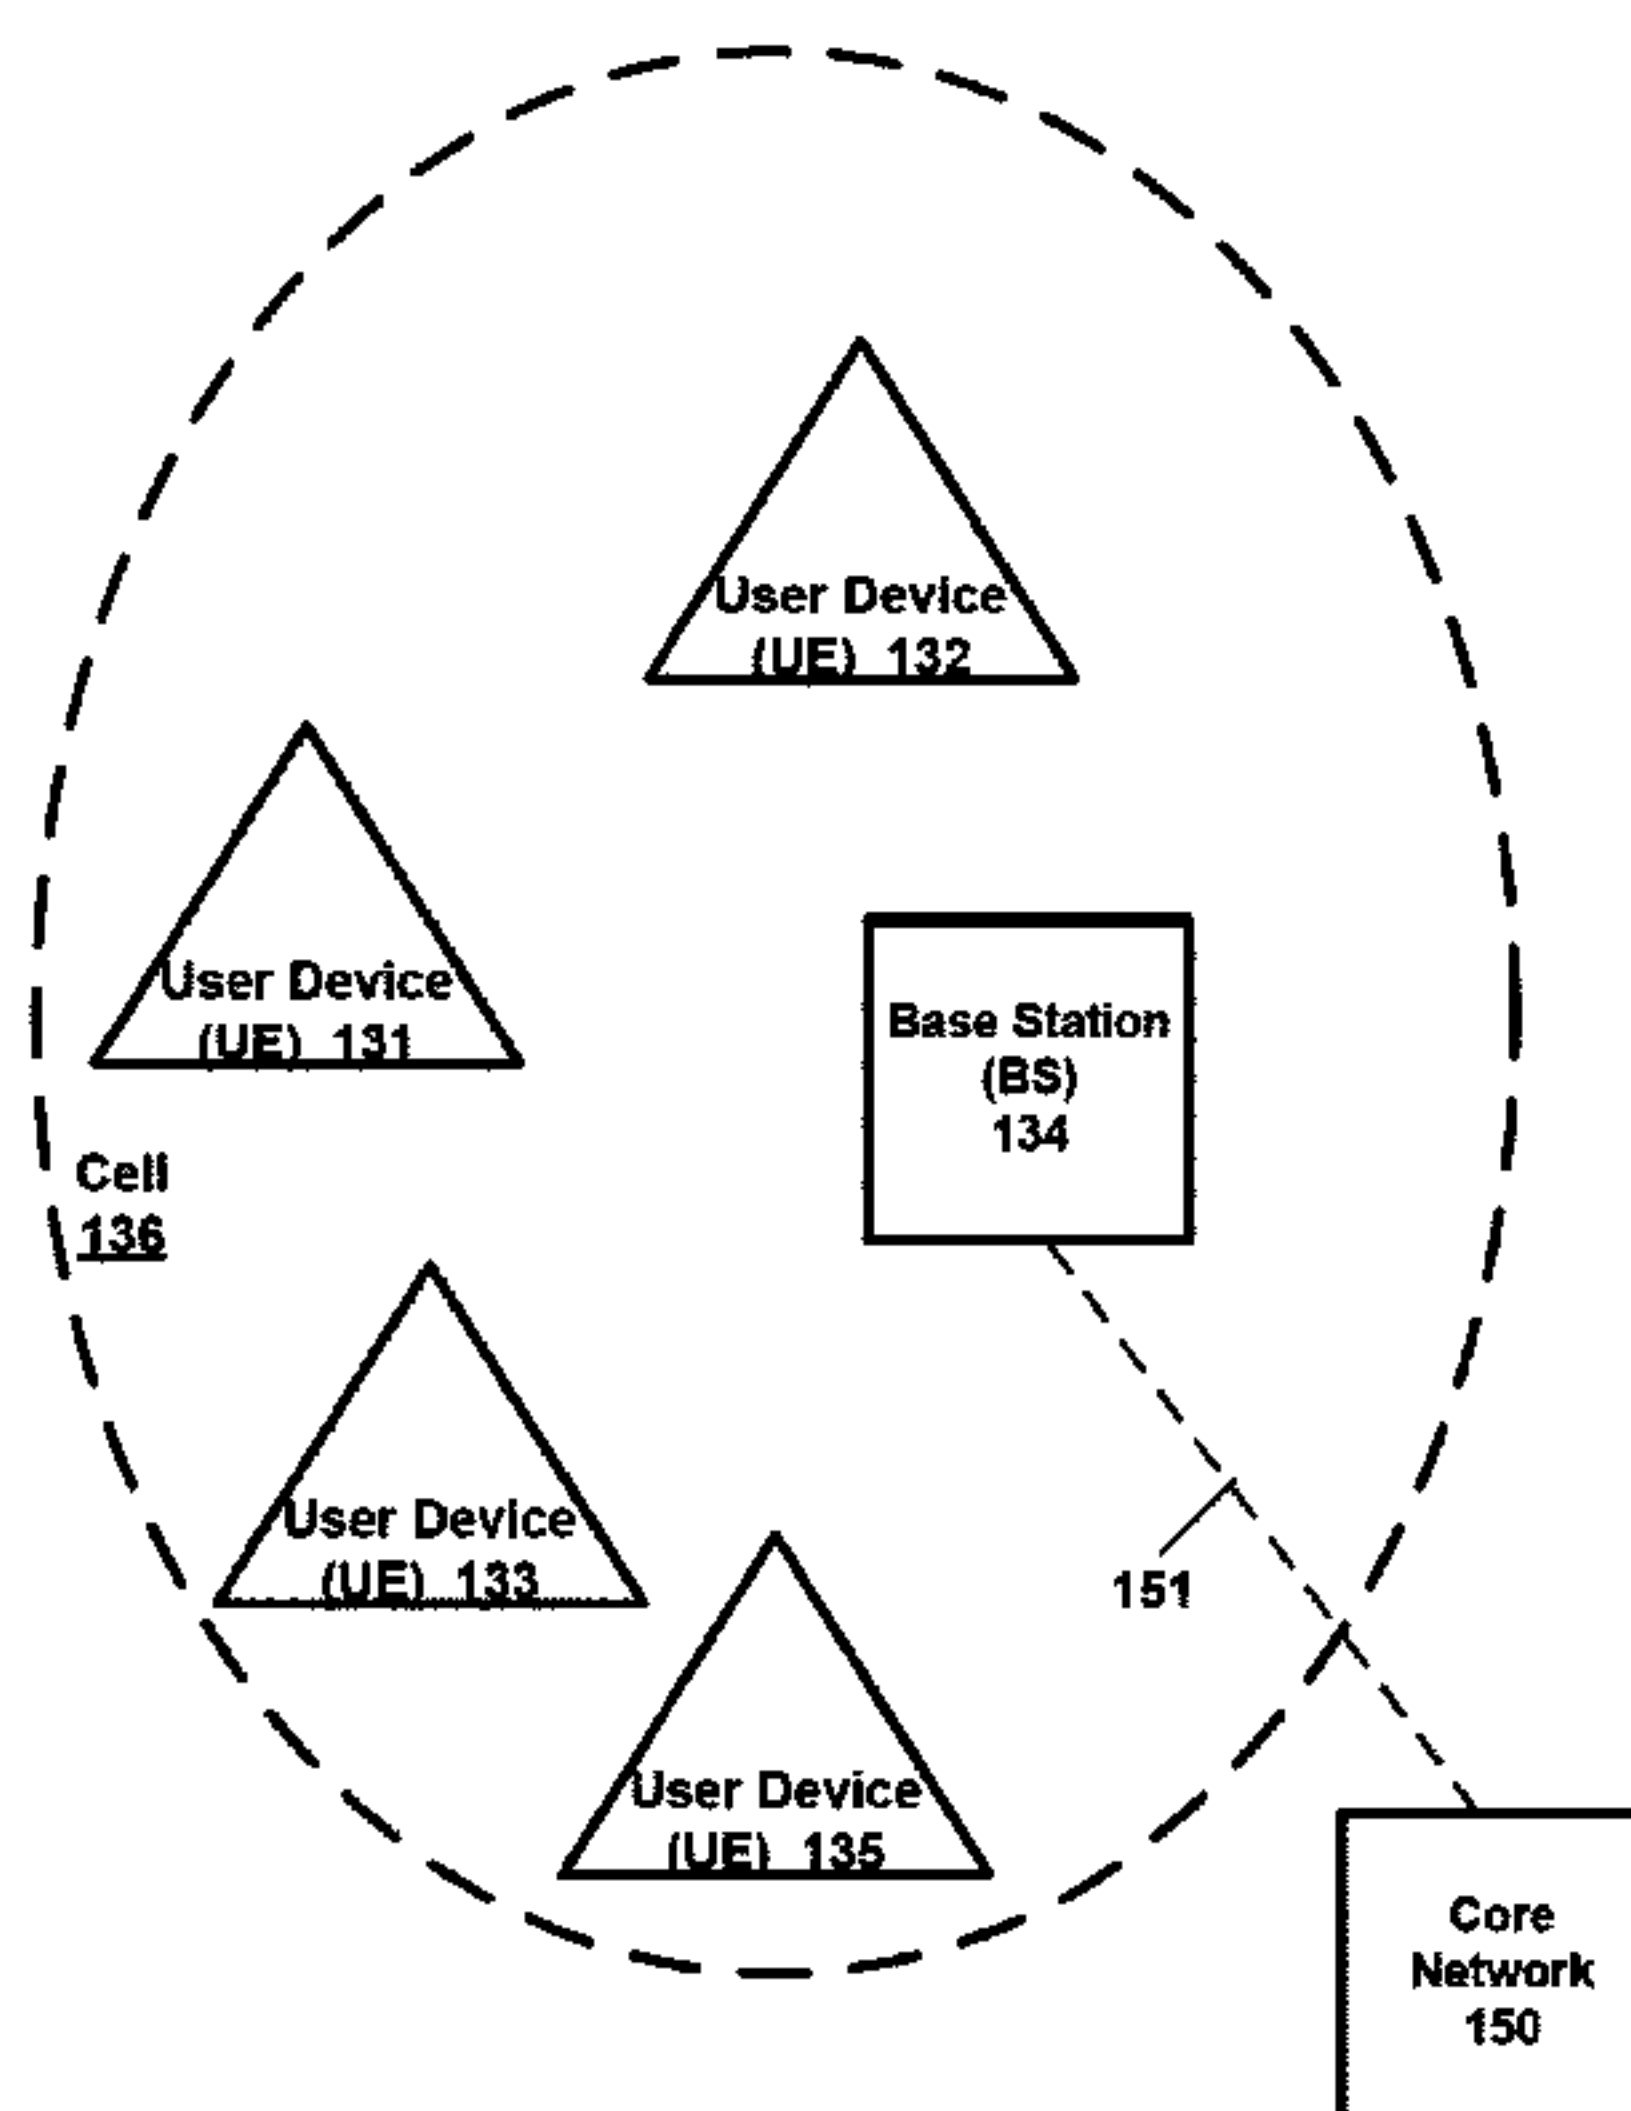 User Device
(UE) 132
User Device
(UE) 131
Base Station
(BS)
134
Cell
136
User Device
(UE) 133
151
User Device
(UE) 135
Core
Network
150